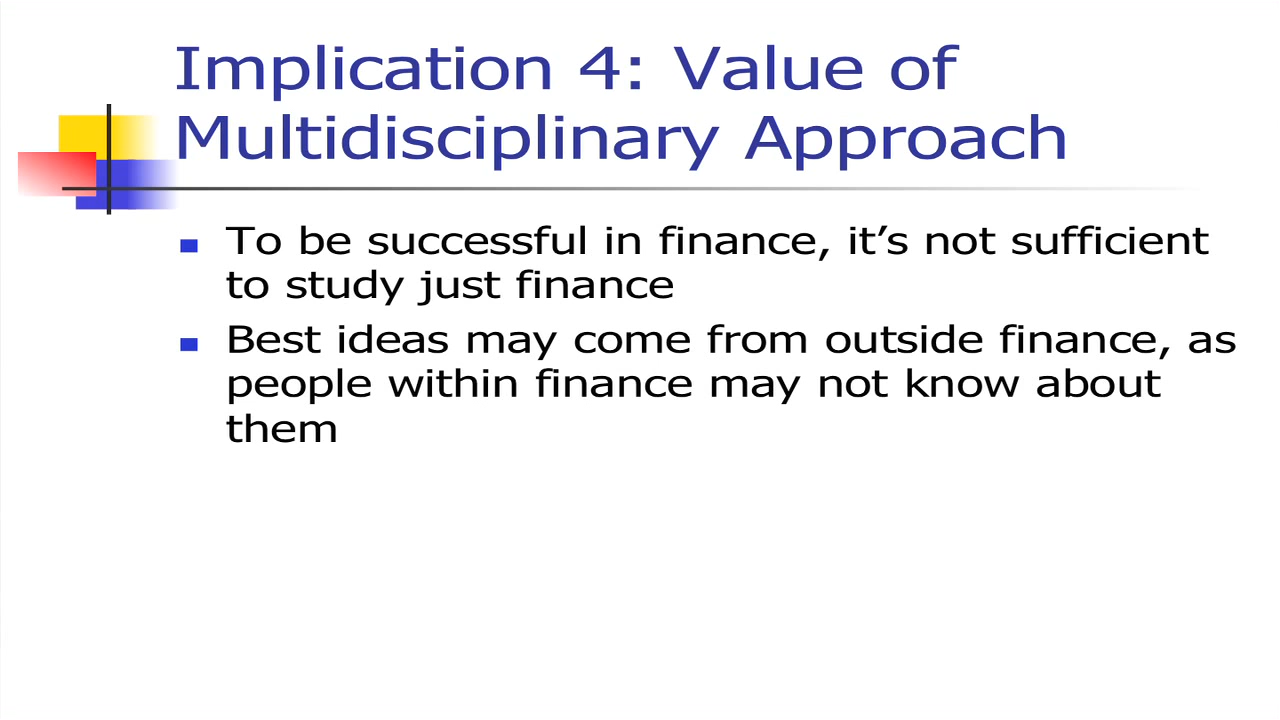 Implication 4: Value of
Multidisciplinary Approach
To be successful in finance, it’s not sufficient
to study just finance
Best ideas may come from outside finance, as
people within finance may not know about
them